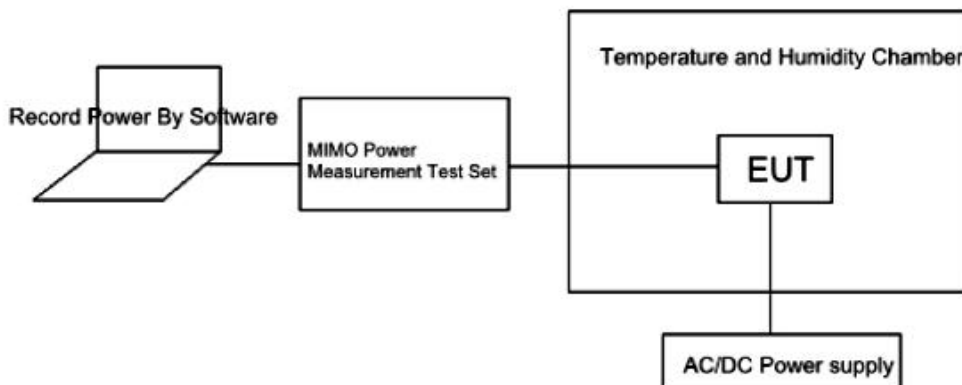 Temperature and Humidity Chamber
Record Power By Software
MIMO Power
Measurement Test Set
EUT
AC/DC Power supply